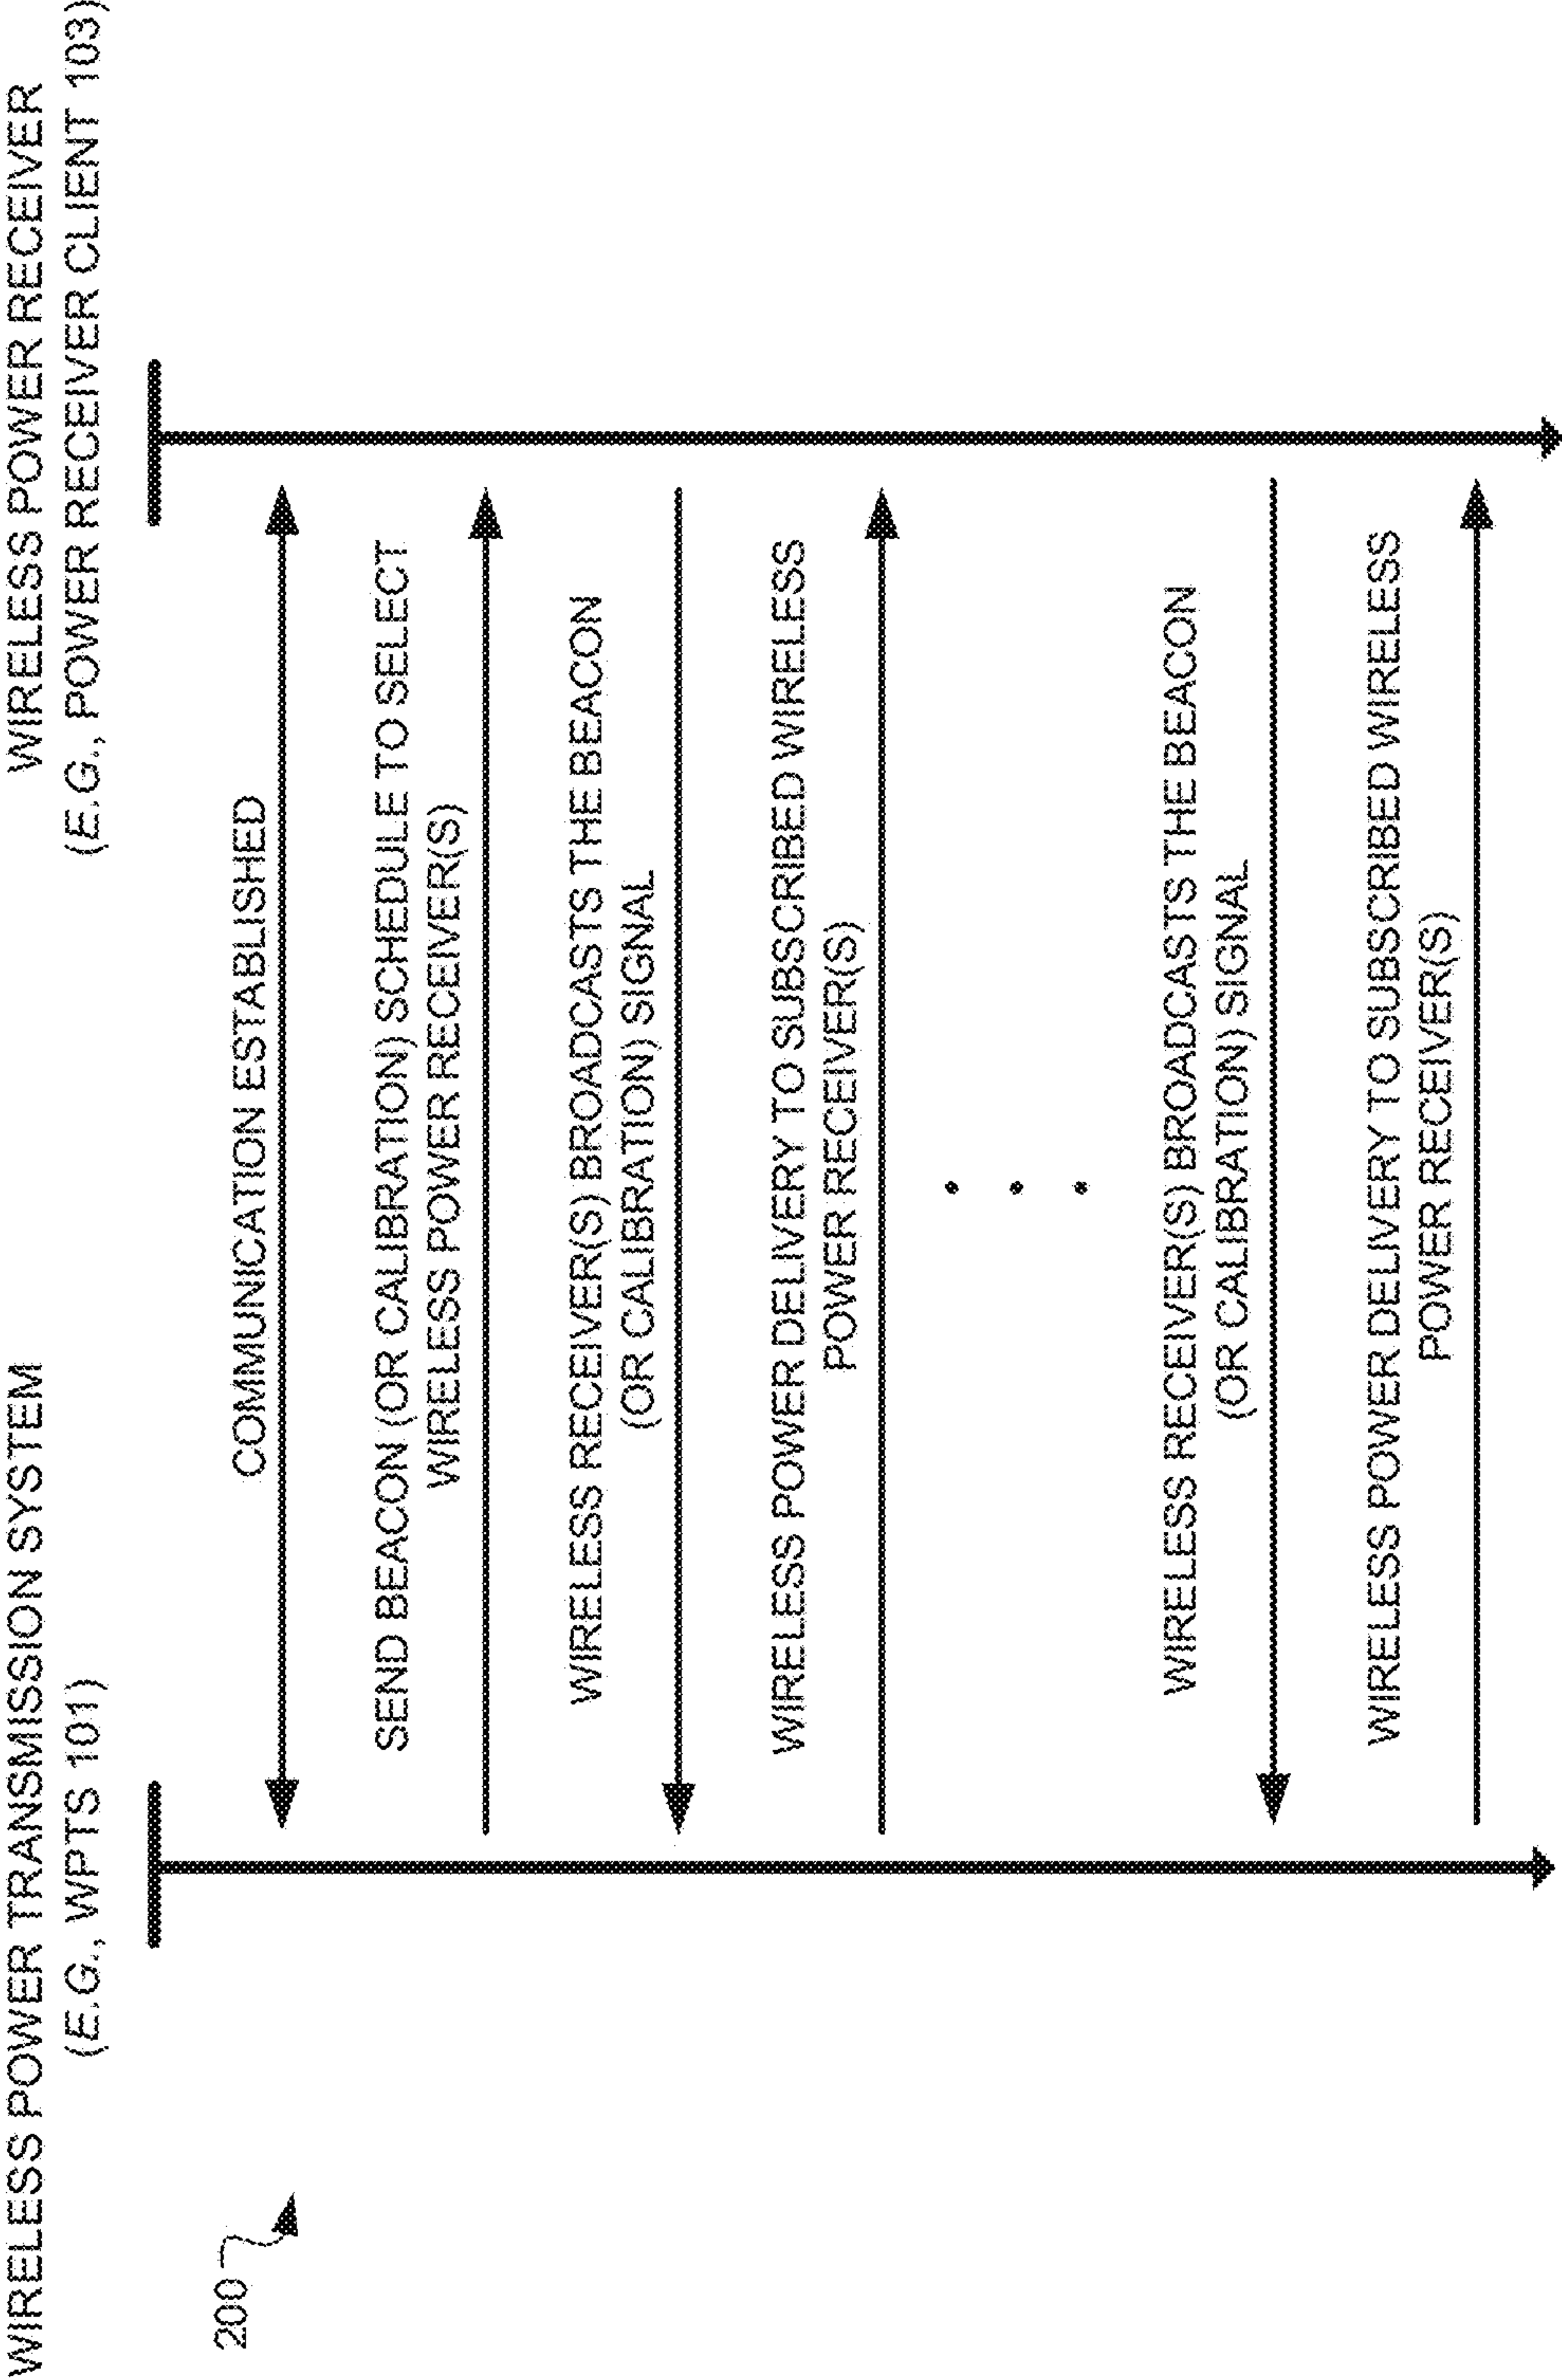 WIRELESS POWER TRANSMISSION SYSTEM
(E.G., WPTS 101)
WIRELESS POWER RECEIVER
(E.G., POWER RECEIVER CLIENT 103)
200
COMMUNICATION ESTABLISHED
SEND BEACON (OR CALIBRATION) SCHEDULE TO SELECT
WIRELESS POWER RECEIVER(S)
WIRELESS RECEIVER(S) BROADCASTS THE BEACON
(OR CALIBRATION) SIGNAL
WIRELESS POWER DELIVERY TO SUBSCRIBED WIRELESS
POWER RECEIVER(S)
WIRELESS RECEIVER(S) BROADCASTS THE BEACON
(OR CALIBRATION) SIGNAL
WIRELESS POWER DELIVERY TO SUBSCRIBED WIRELESS
POWER RECEIVER(S)